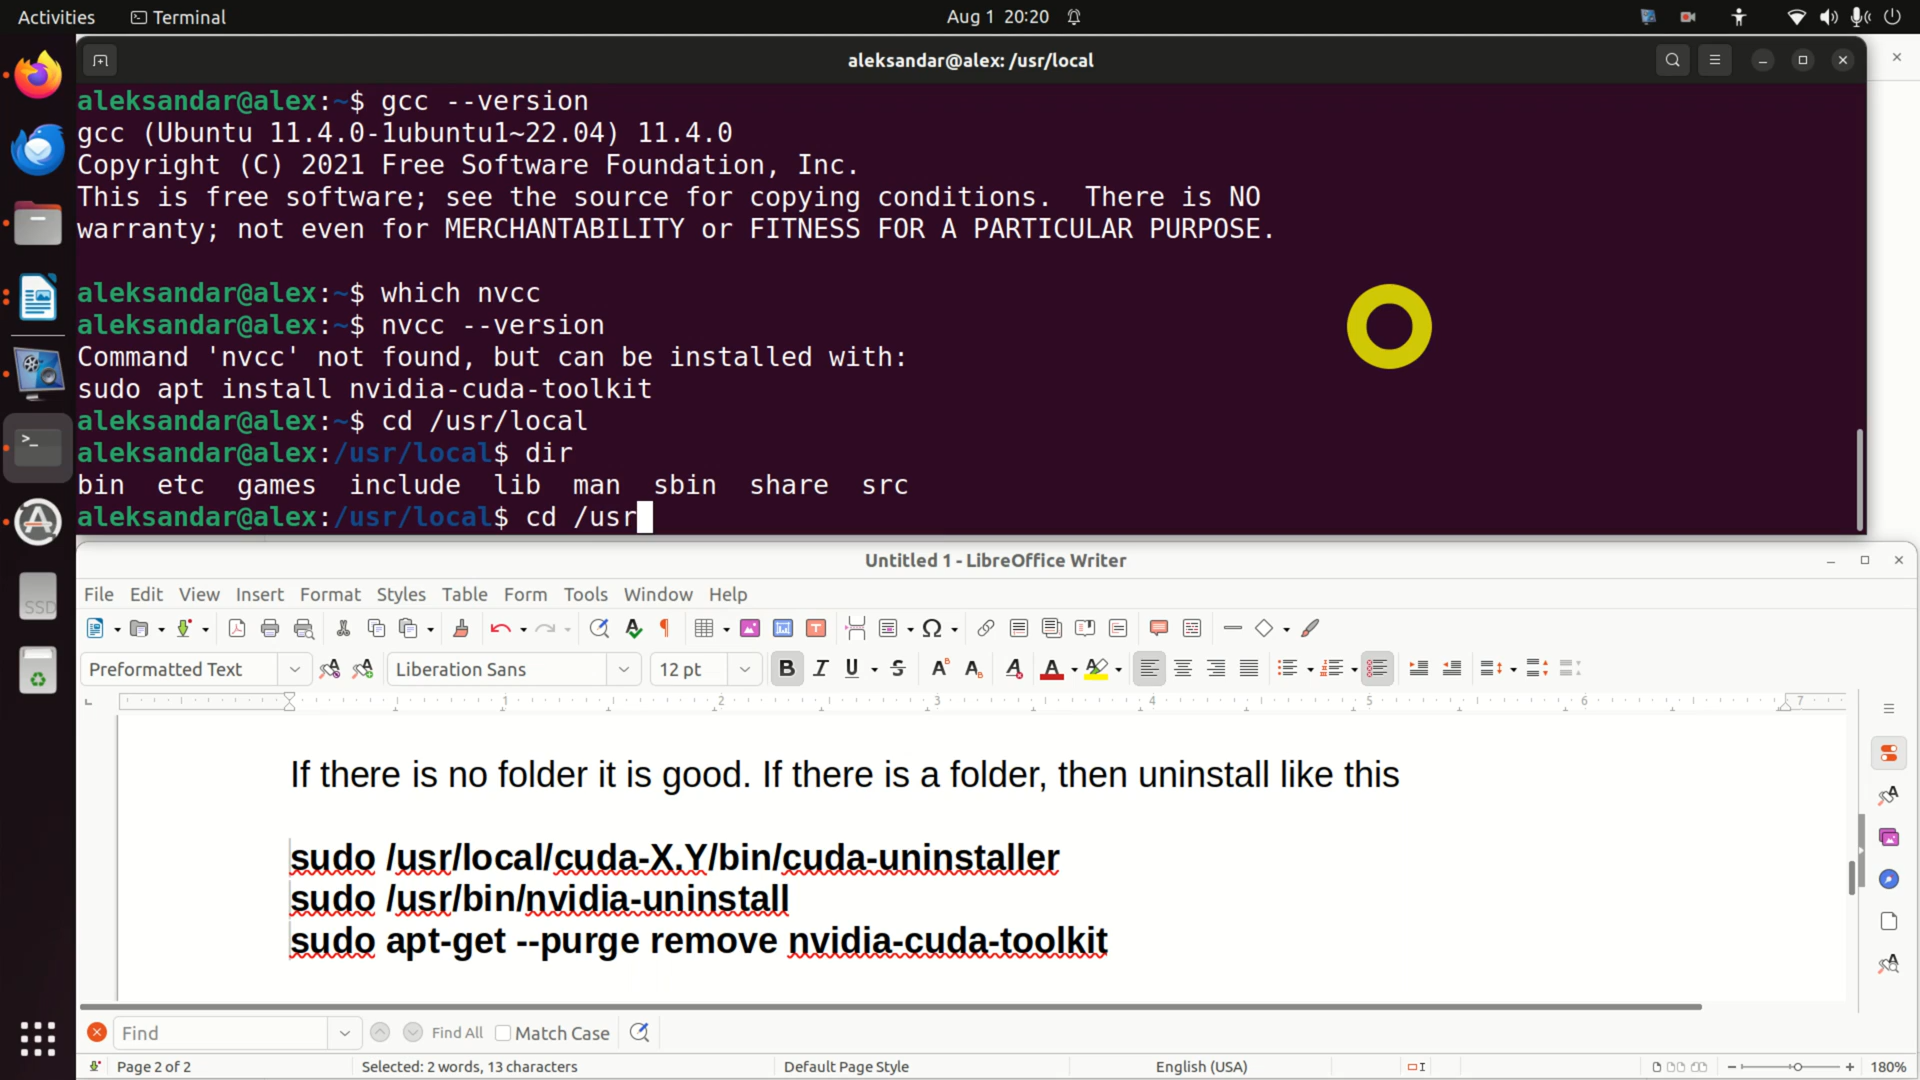 Activities Terminal Aug 1 20:20
aleksandar@alex: /usr/local
aleksandar@alex:~$ gcc --version
gcc (Ubuntu 11.4.0-1ubuntu1~22.04) 11.4.0
Copyright (C) 2021 Free Software Foundation, Inc.
This is free software; see the source for copying conditions.  There is NO
warranty; not even for MERCHANTABILITY or FITNESS FOR A PARTICULAR PURPOSE.
aleksandar@alex:~$ which nvcc
aleksandar@alex:~$ nvcc --version
Command 'nvcc' not found, but can be installed with:
sudo apt install nvidia-cuda-toolkit
aleksandar@alex:~$ cd /usr/local
aleksandar@alex:/usr/local$ dir
bin  etc  games  include  lib  man  sbin  share  src
aleksandar@alex:/usr/local$ cd /usr
SSD
Untitled 1 - LibreOffice Writer
File Edit View Insert Format Styles Table Form Tools Window Help
Preformatted Text Liberation Sans 12 pt
1 2 3 4 5 6 7
If there is no folder it is good. If there is a folder, then uninstall like this
sudo /usr/local/cuda-X.Y/bin/cuda-uninstaller
sudo /usr/bin/nvidia-uninstall
sudo apt-get --purge remove nvidia-cuda-toolkit
Find Find All Match Case
Page 2 of 2 Selected: 2 words, 13 characters Default Page Style English (USA) 180%